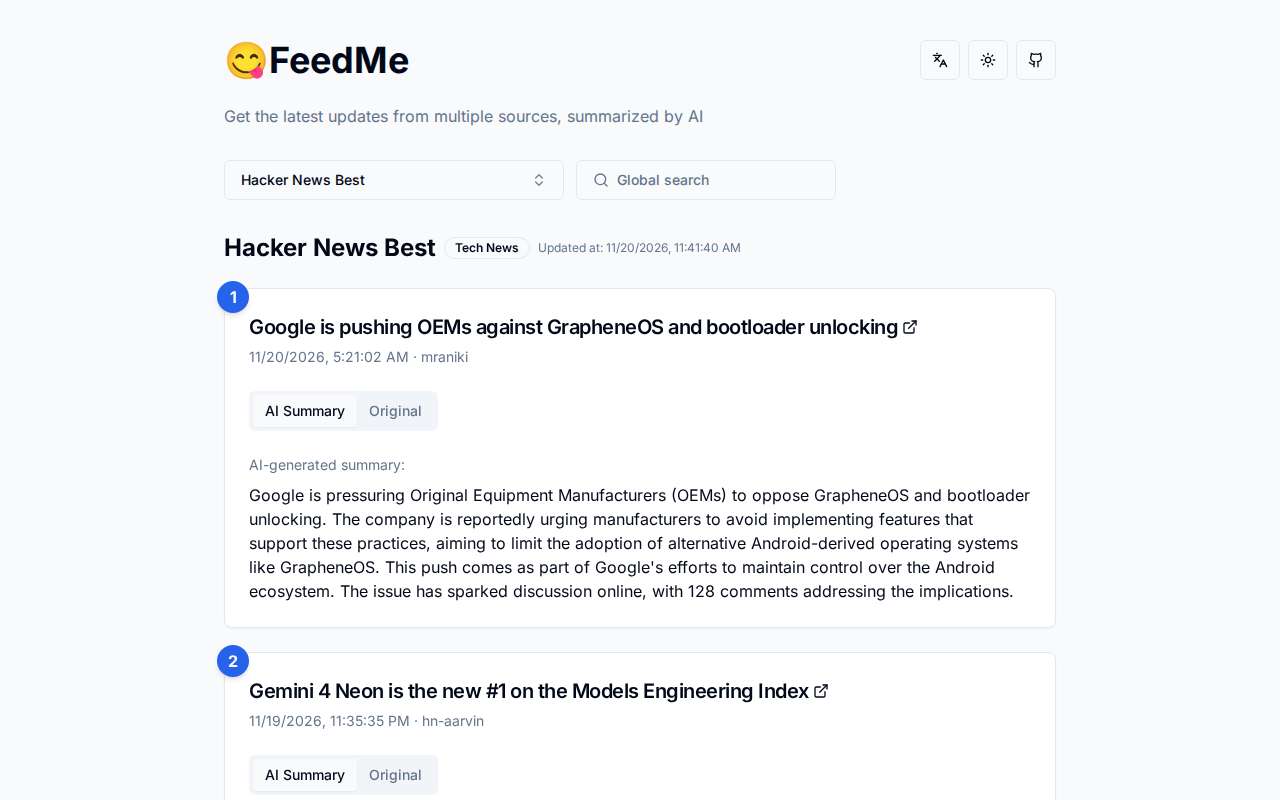 😋FeedMe
Get the latest updates from multiple sources, summarized by AI
Hacker News Best
Global search
Hacker News Best
Tech News
Updated at: 11/20/2026, 11:41:40 AM
1
Google is pushing OEMs against GrapheneOS and bootloader unlocking
11/20/2026, 5:21:02 AM · mraniki
AI Summary
Original
AI-generated summary:
Google is pressuring Original Equipment Manufacturers (OEMs) to oppose GrapheneOS and bootloader
unlocking. The company is reportedly urging manufacturers to avoid implementing features that
support these practices, aiming to limit the adoption of alternative Android-derived operating systems
like GrapheneOS. This push comes as part of Google's efforts to maintain control over the Android
ecosystem. The issue has sparked discussion online, with 128 comments addressing the implications.
2
Gemini 4 Neon is the new #1 on the Models Engineering Index
11/19/2026, 11:35:35 PM · hn-aarvin
AI Summary
Original